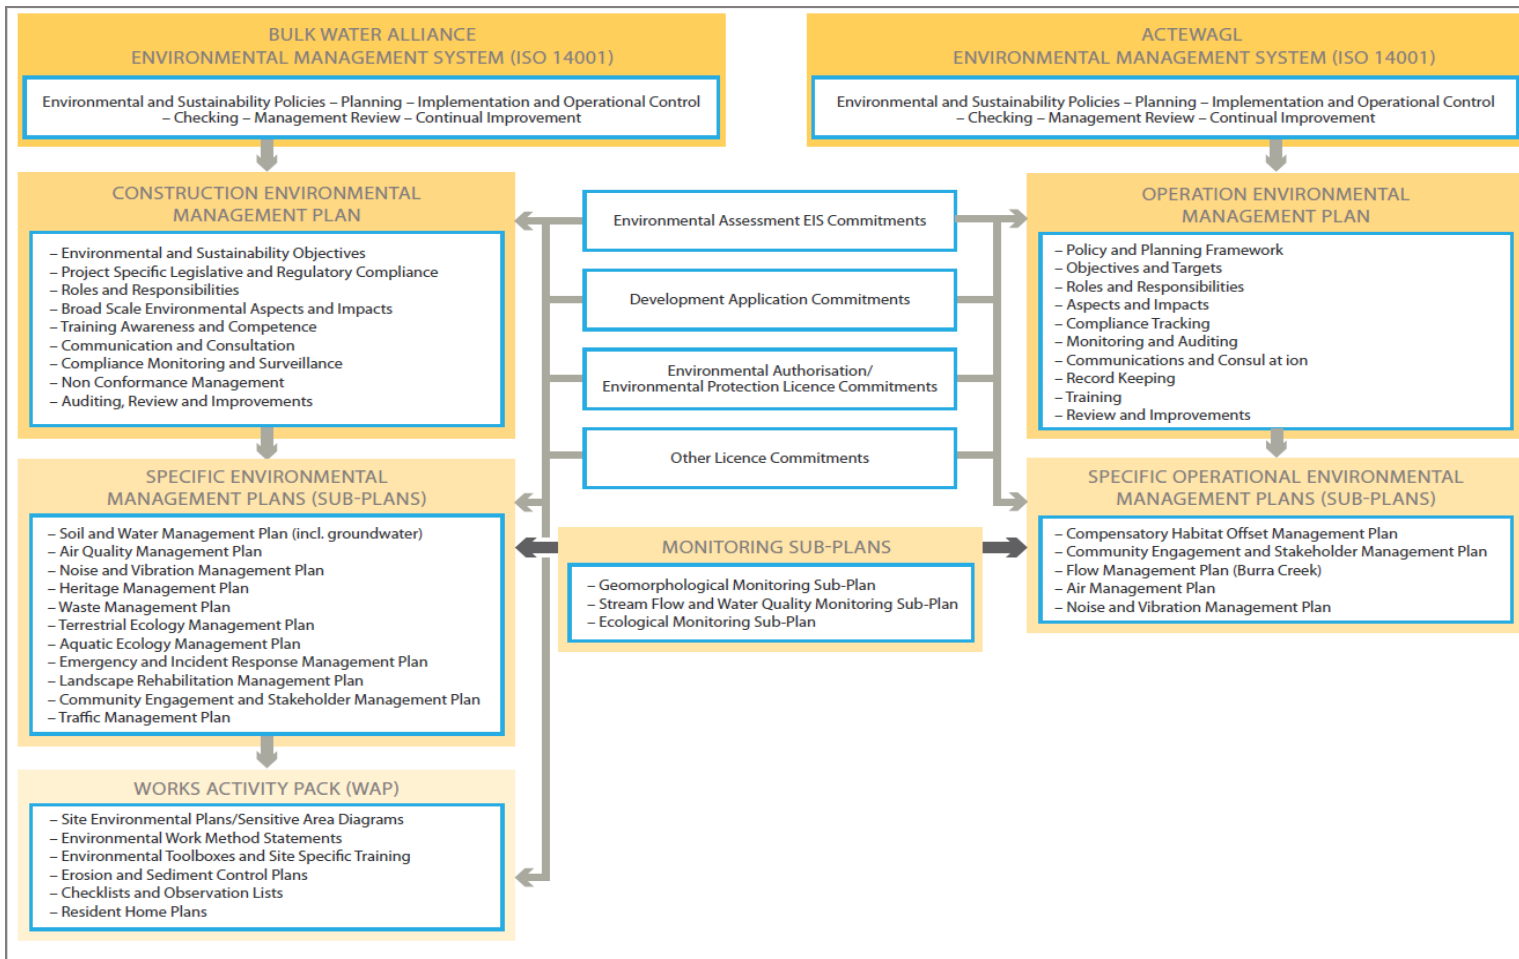 BULK WATER ALLIANCE
ENVIRONMENTAL MANAGEMENT SYSTEM (ISO 14001)
Environmental and Sustainability Policies – Planning – Implementation and Operational Control
– Checking – Management Review – Continual Improvement
ACTEWAGL
ENVIRONMENTAL MANAGEMENT SYSTEM (ISO 14001)
Environmental and Sustainability Policies – Planning – Implementation and Operational Control
– Checking – Management Review – Continual Improvement
CONSTRUCTION ENVIRONMENTAL
MANAGEMENT PLAN
– Environmental and Sustainability Objectives
– Project Specific Legislative and Regulatory Compliance
– Roles and Responsibilities
– Broad Scale Environmental Aspects and Impacts
– Training Awareness and Competence
– Communication and Consultation
– Compliance Monitoring and Surveillance
– Non Conformance Management
– Auditing, Review and Improvements
Environmental Assessment EIS Commitments
Development Application Commitments
Environmental Authorisation/
Environmental Protection Licence Commitments
Other Licence Commitments
OPERATION ENVIRONMENTAL
MANAGEMENT PLAN
– Policy and Planning Framework
– Objectives and Targets
– Roles and Responsibilities
– Aspects and Impacts
– Compliance Tracking
– Monitoring and Auditing
– Communications and Consul at ion
– Record Keeping
– Training
– Review and Improvements
SPECIFIC ENVIRONMENTAL
MANAGEMENT PLANS (SUB-PLANS)
– Soil and Water Management Plan (incl. groundwater)
– Air Quality Management Plan
– Noise and Vibration Management Plan
– Heritage Management Plan
– Waste Management Plan
– Terrestrial Ecology Management Plan
– Aquatic Ecology Management Plan
– Emergency and Incident Response Management Plan
– Landscape Rehabilitation Management Plan
– Community Engagement and Stakeholder Management Plan
– Traffic Management Plan
MONITORING SUB-PLANS
– Geomorphological Monitoring Sub-Plan
– Stream Flow and Water Quality Monitoring Sub-Plan
– Ecological Monitoring Sub-Plan
SPECIFIC OPERATIONAL ENVIRONMENTAL
MANAGEMENT PLANS (SUB-PLANS)
– Compensatory Habitat Offset Management Plan
– Community Engagement and Stakeholder Management Plan
– Flow Management Plan (Burra Creek)
– Air Management Plan
– Noise and Vibration Management Plan
WORKS ACTIVITY PACK (WAP)
– Site Environmental Plans/Sensitive Area Diagrams
– Environmental Work Method Statements
– Environmental Toolboxes and Site Specific Training
– Erosion and Sediment Control Plans
– Checklists and Observation Lists
– Resident Home Plans